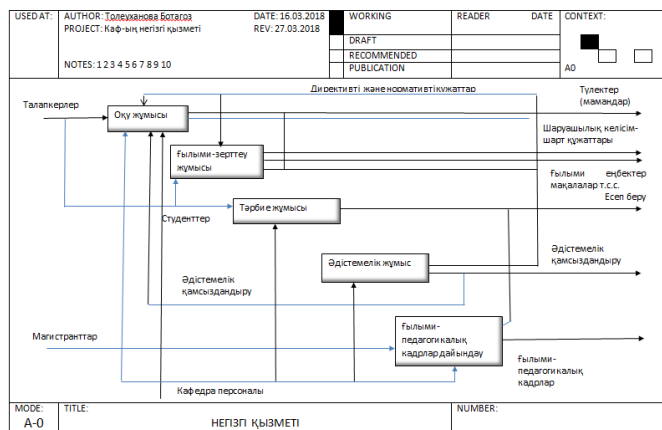 USED AT:
AUTHOR: Толеуханова Ботагоз
DATE: 16.03.2018
PROJECT: Каф-ың негізгі қызметі
REV: 27.03.2018
NOTES: 1 2 3 4 5 6 7 8 9 10
WORKING
DRAFT
RECOMMENDED
PUBLICATION
READER
DATE
CONTEXT:
A0
Директивті және нормативті құжаттар
Талапкерлер
Оқу жұмысы
Түлектер
(мамандар)
Шаруашылық келісім-
шарт құжаттары
Ғылыми-зерттеу
жұмысы
Ғылыми еңбектер
мақалалар т.с.с.
Есеп беру
Тәрбие жұмысы
Студенттер
Әдістемелік жұмыс
Әдістемелік
қамсыздандыру
Әдістемелік
қамсыздандыру
Ғылыми-
педагогикалық
кадрлар дайындау
Магистранттар
Ғылыми-
педагогикалық
кадрлар
Кафедра персоналы
MODE:
A-0
TITLE:
НЕГІЗГІ ҚЫЗМЕТІ
NUMBER: